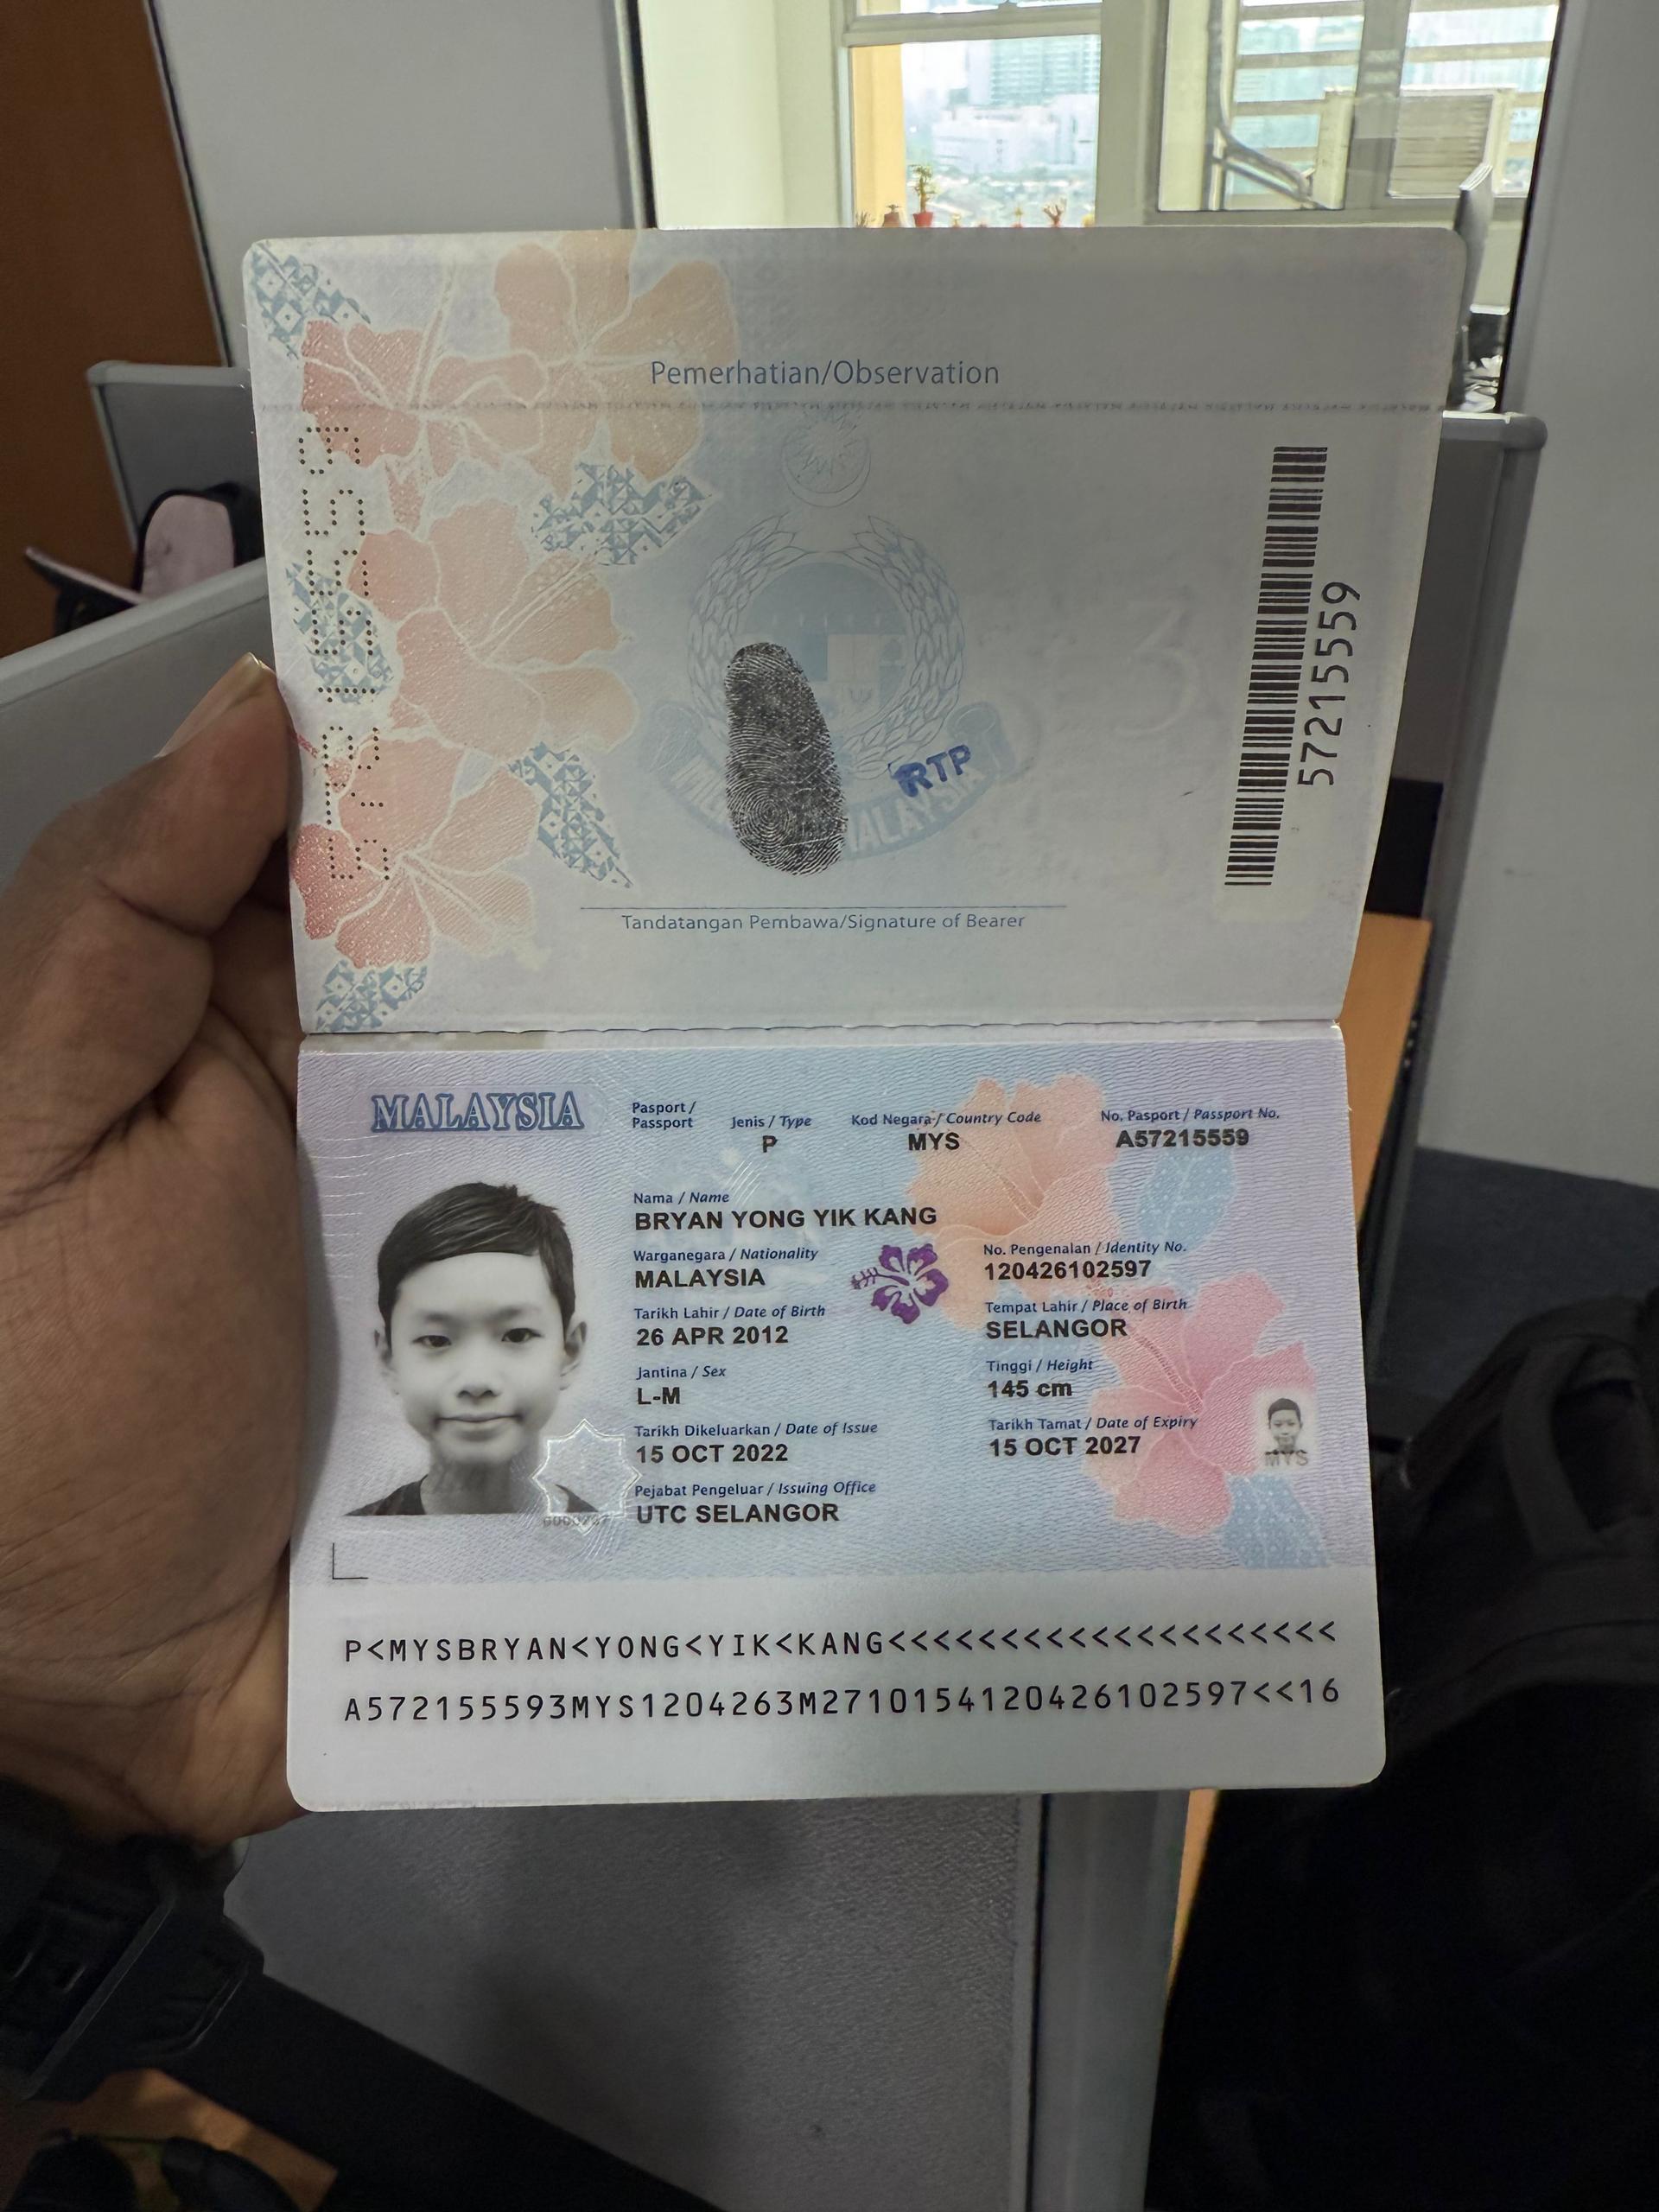 Pemerhatian/Observation
57215559
RTP
57215559
Tandatangan Pembawa/Signature of Bearer
MALAYSIA
Pasport / Passport
Jenis / Type
P
Kod Negara / Country Code
MYS
No. Pasport / Passport No.
A57215559
Nama / Name
BRYAN YONG YIK KANG
Warganegara / Nationality
MALAYSIA
No. Pengenalan / Identity No.
120426102597
Tarikh Lahir / Date of Birth
26 APR 2012
Tempat Lahir / Place of Birth
SELANGOR
Jantina / Sex
L-M
Tinggi / Height
145 cm
Tarikh Dikeluarkan / Date of Issue
15 OCT 2022
Tarikh Tamat / Date of Expiry
15 OCT 2027
MYS
Pejabat Pengeluar / Issuing Office
UTC SELANGOR
P<MYSBRYAN<YONG<YIK<KANG<<<<<<<<<<<<<<<<<<<<
A572155593MYS1204263M2710154120426102597<<16